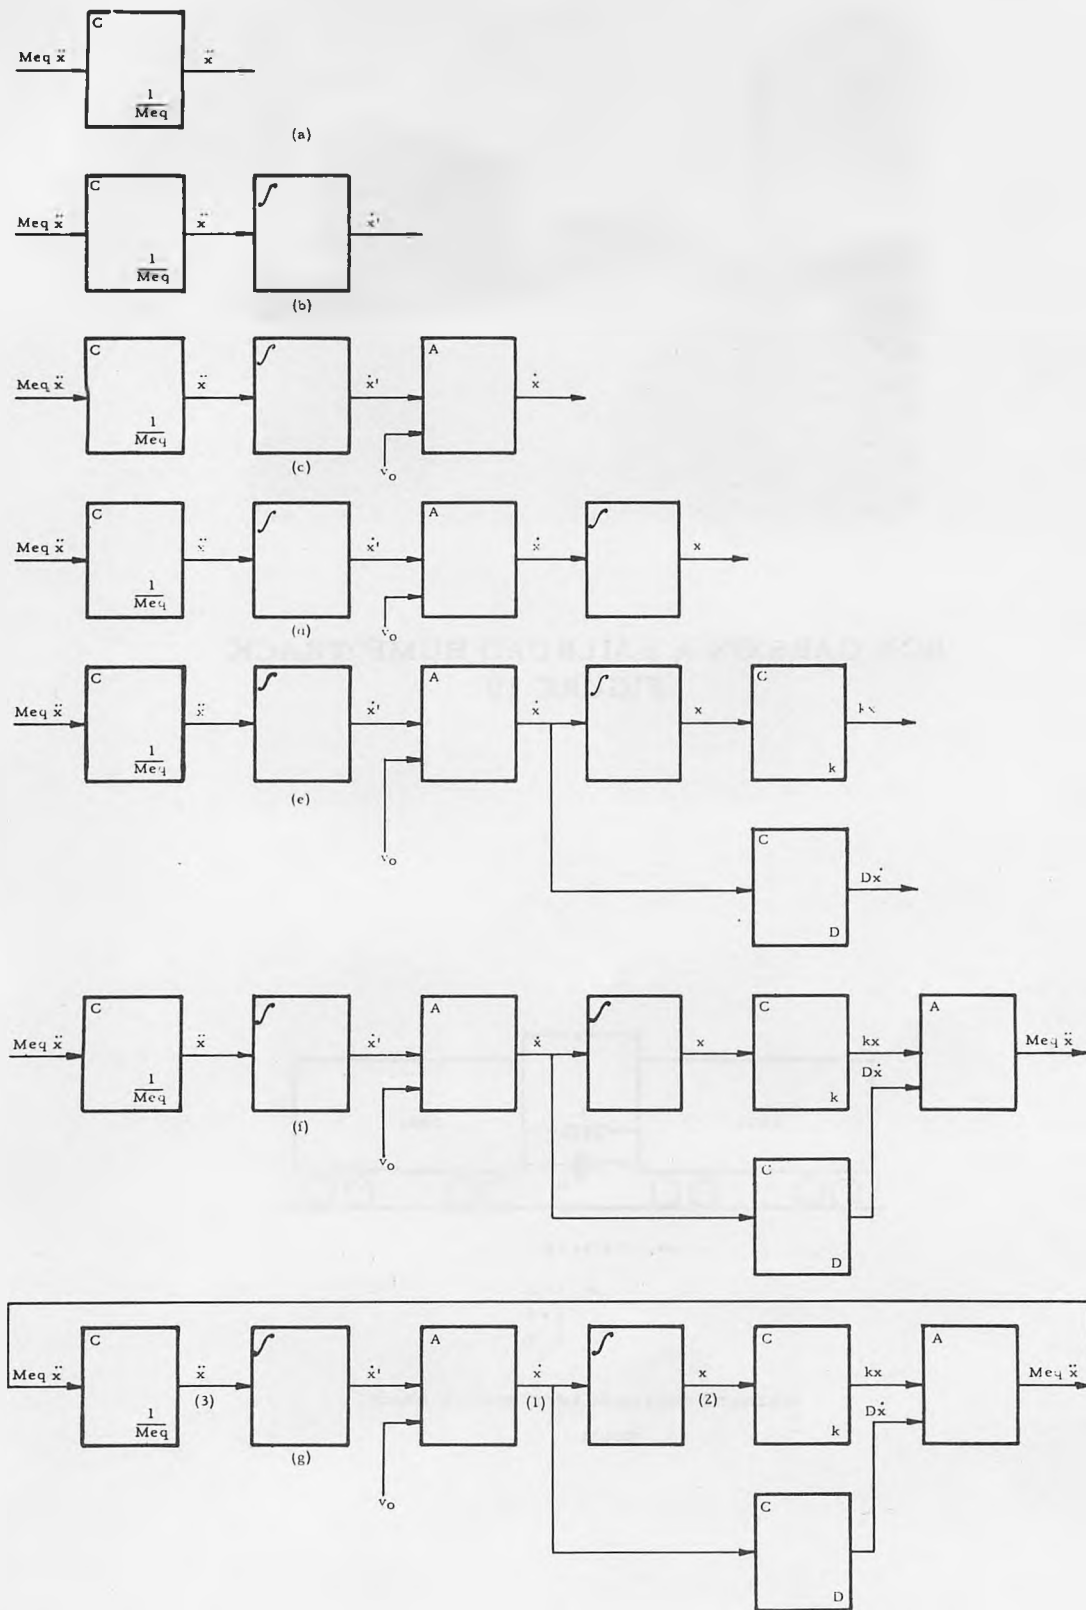 C
Meq ẍ ẍ
1
Meq
(a)
C ∫
Meq ẍ ẍ ẋ'
1
Meq
(b)
C ∫ A
Meq ẍ ẍ ẋ' ẋ
1
Meq
(c) v₀
C ∫ A ∫
Meq ẍ ẍ ẋ' ẋ x
1
Meq
(d) v₀
C ∫ A ∫ C
Meq ẍ ẍ ẋ' ẋ x kx
1
Meq k
(e)
v₀ C
Dẋ
D
C ∫ A ∫ C A
Meq ẍ ẍ ẋ' ẋ x kx Meq ẍ
Dẋ
1
Meq k
(f)
v₀ C
D
C ∫ A ∫ C A
Meq ẍ ẍ ẋ' ẋ x kx Meq ẍ
(3) (1) (2) Dẋ
1
Meq k
(g)
v₀ C
D